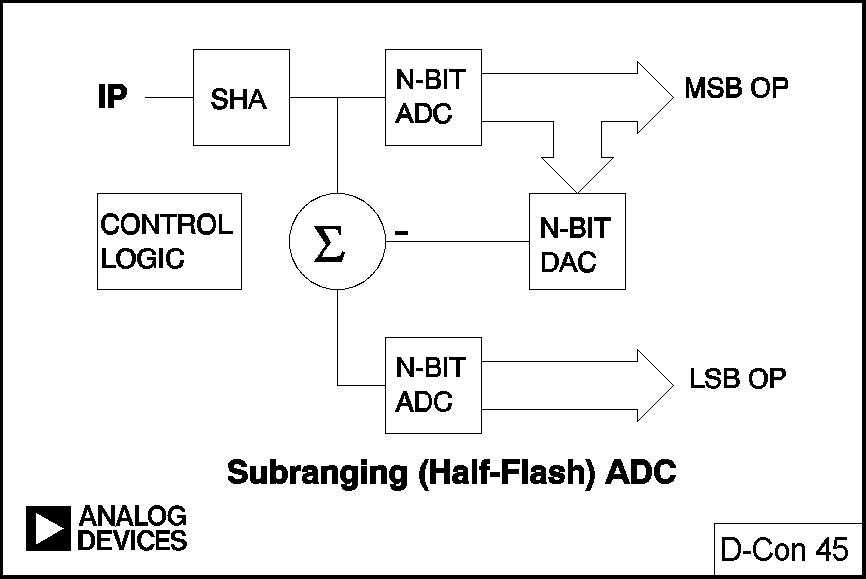 IP
SHA
N-BIT
ADC
MSB OP
CONTROL
LOGIC
Σ
-
N-BIT
DAC
N-BIT
ADC
LSB OP
Subranging (Half-Flash) ADC
ANALOG
DEVICES
D-Con 45